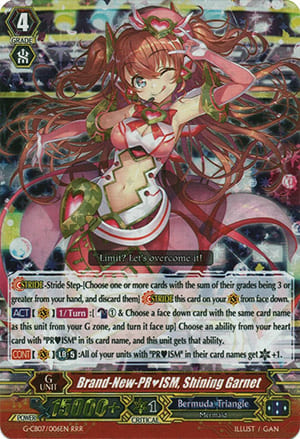 4
GRADE
"Limit? Let's overcome it!"
STRIDE -Stride Step-[Choose one or more cards with the sum of their grades being 3 or
greater from your hand, and discard them] STRIDE this card on your from face down.
ACT 1/Turn :[ & Choose a face down card with the same card name
as this unit from your G zone, and turn it face up] Choose an ability from your heart
card with "PR♥ISM" in its card name, and this unit gets that ability.
CONT LB 5 :All of your units with "PR♥ISM" in their card names get +1.
G
UNIT
Brand-New-PR♥ISM, Shining Garnet
POWER 15000+ +1
CRITICAL
Bermuda Triangle
Mermaid
G-CB07/006EN RRR
ILLUST / GAN